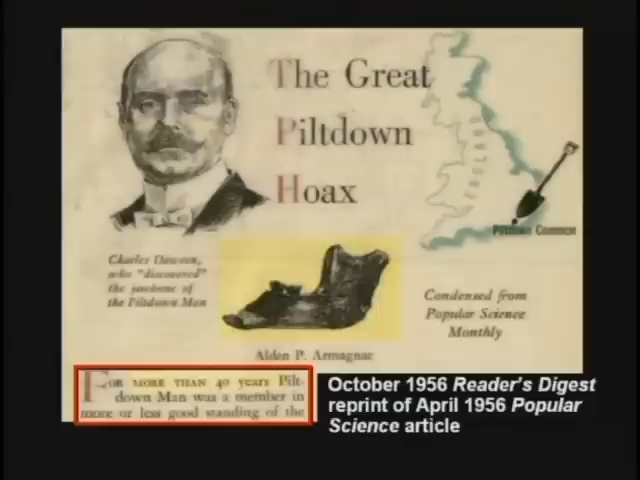 The Great
Piltdown
Hoax
Piltdown Common
Charles Dawson,
who "discovered"
the jawbone of
the Piltdown Man
Condensed from
Popular Science
Monthly
Alden P. Armagnac
FOR MORE THAN 40 years Pilt-
down Man was a member in
more or less good standing of the
October 1956 Reader's Digest
reprint of April 1956 Popular
Science article